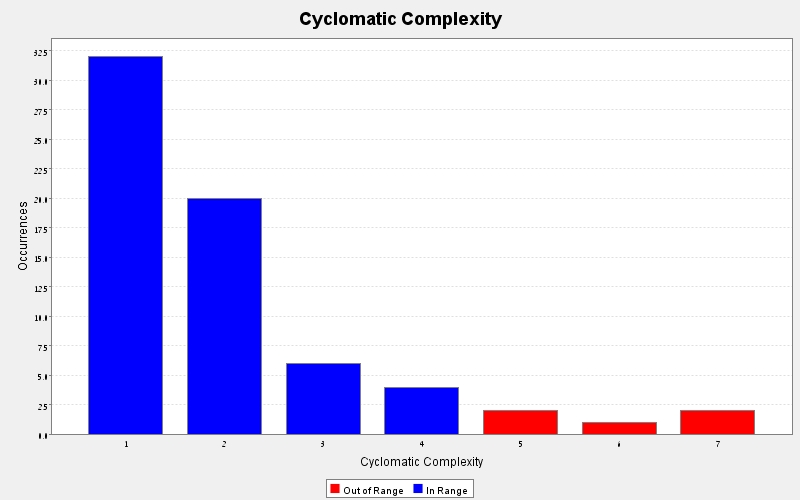 Cyclomatic Complexity
32.5
30.0
27.5
25.0
22.5
20.0
17.5
15.0
12.5
10.0
7.5
5.0
2.5
0.0
Occurrences
1 2 3 4 5 6 7
Cyclomatic Complexity
Out of Range In Range